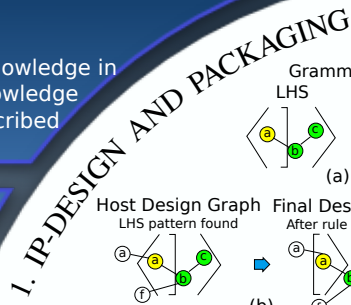 owledge in
owledge
cribed
1. IP-DESIGN AND PACKAGING
Gramm
LHS
a
b
c
(a)
Host Design Graph
LHS pattern found
a
a
b
c
f
Final Des
After rule
a
a
(b)